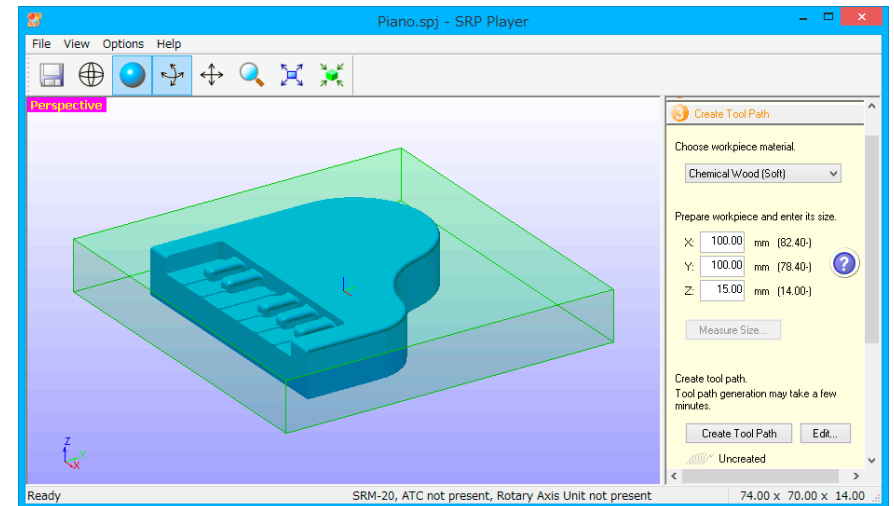 Piano.spj - SRP Player
File View Options Help
Perspective
3 Create Tool Path
Choose workpiece material.
Chemical Wood (Soft)
Prepare workpiece and enter its size.
X: 100.00 mm (82.40-)
Y: 100.00 mm (78.40-)
?
Z: 15.00 mm (14.00-)
Measure Size...
Create tool path.
Tool path generation may take a few
minutes.
Create Tool Path Edit...
Uncreated
Z
Y
X
Ready SRM-20, ATC not present, Rotary Axis Unit not present 74.00 x 70.00 x 14.00